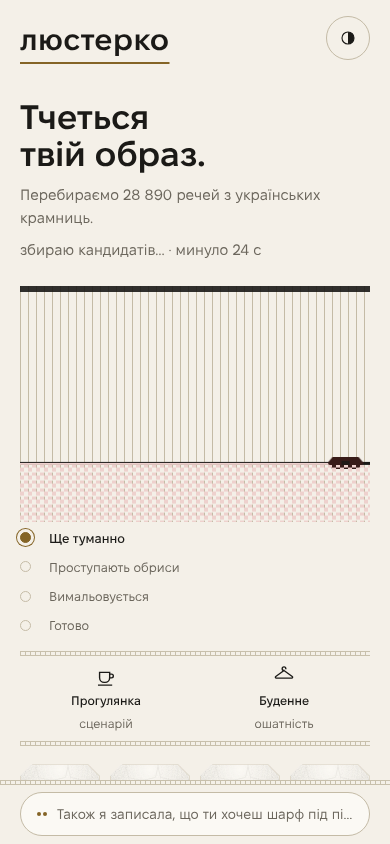 люстерко
Тчеться
твій образ.
Перебираємо 28 890 речей з українських
крамниць.
збираю кандидатів… · минуло 24 с
Ще туманно
Проступають обриси
Вимальовується
Готово
Прогулянка
сценарій
Буденне
ошатність
Також я записала, що ти хочеш шарф під пі…